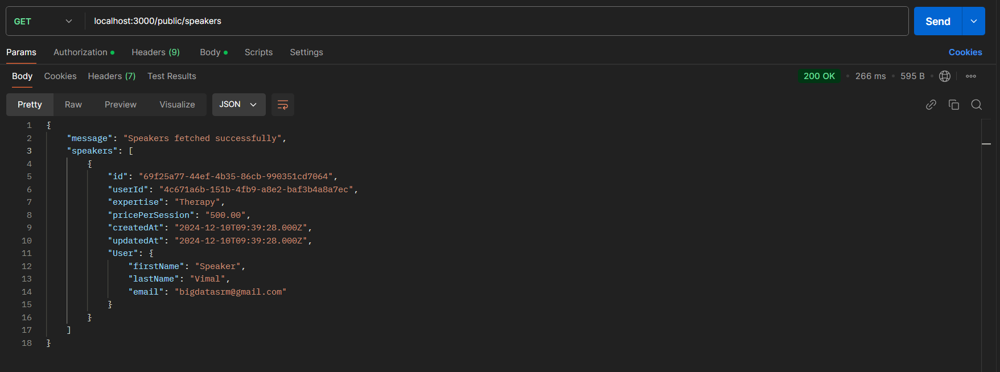 GET localhost:3000/public/speakers Send
Params Authorization Headers (9) Body Scripts Settings Cookies
Body Cookies Headers (7) Test Results 200 OK 266 ms 595 B
Pretty Raw Preview Visualize JSON
1 {
2 "message": "Speakers fetched successfully",
3 "speakers": [
4 {
5 "id": "69f25a77-44ef-4b35-86cb-990351cd7064",
6 "userId": "4c671a6b-151b-4fb9-a8e2-baf3b4a8a7ec",
7 "expertise": "Therapy",
8 "pricePerSession": "500.00",
9 "createdAt": "2024-12-10T09:39:28.000Z",
10 "updatedAt": "2024-12-10T09:39:28.000Z",
11 "User": {
12 "firstName": "Speaker",
13 "lastName": "Vimal",
14 "email": "bigdatasrm@gmail.com"
15 }
16 }
17 ]
18 }